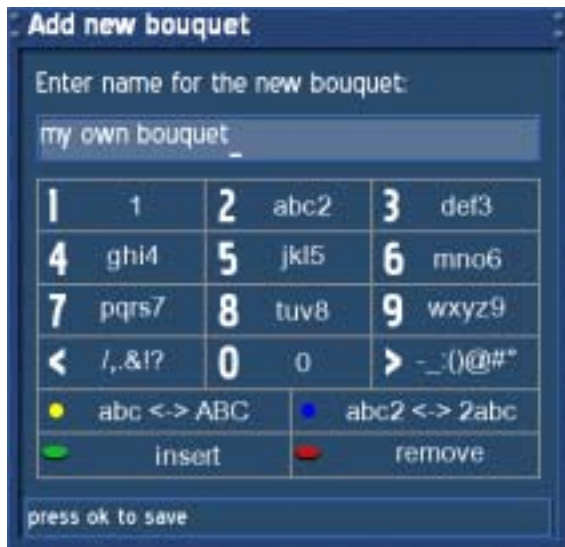 Add new bouquet
Enter name for the new bouquet:
my own bouquet_
1 1 2 abc2 3 def3
4 ghi4 5 jkl5 6 mno6
7 pqrs7 8 tuv8 9 wxyz9
< /,.&!? 0 0 > -_:()@#*
abc <-> ABC abc2 <-> 2abc
insert remove
press ok to save